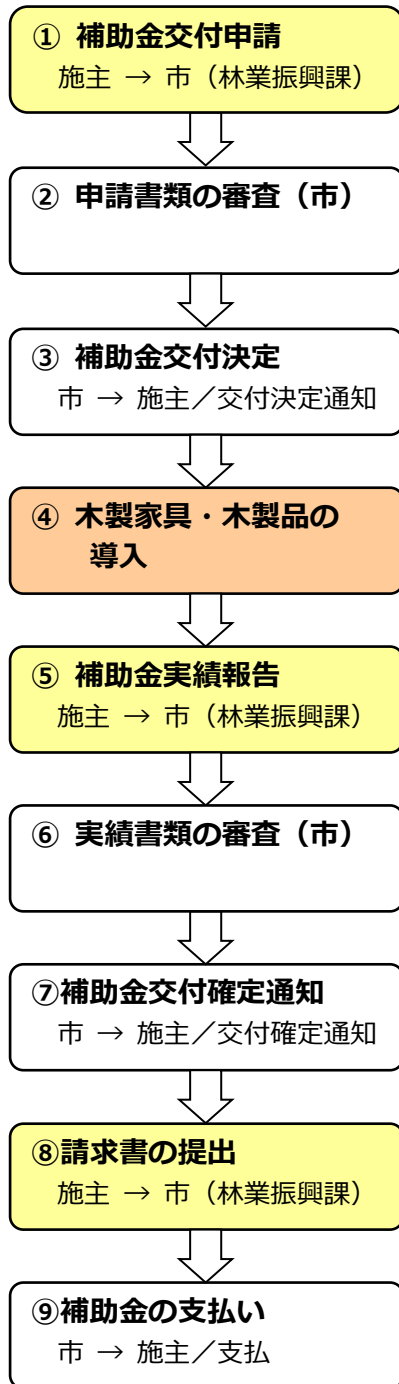 ① 補助金交付申請
施主 → 市（林業振興課）
② 申請書類の審査（市）
③ 補助金交付決定
市 → 施主／交付決定通知
④ 木製家具・木製品の
導入
⑤ 補助金実績報告
施主 → 市（林業振興課）
⑥ 実績書類の審査（市）
⑦補助金交付確定通知
市 → 施主／交付確定通知
⑧請求書の提出
施主 → 市（林業振興課）
⑨補助金の支払い
市 → 施主／支払